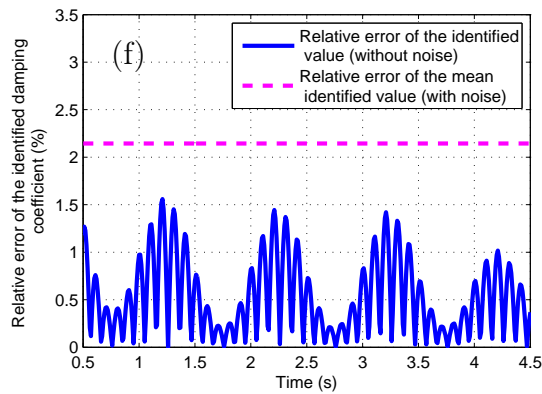 3.5
3
2.5
2
1.5
1
0.5
0
Relative error of the identified damping
coefficient (%)
(f)
Relative error of the identified
value (without noise)
Relative error of the mean
identified value (with noise)
0.5
1
1.5
2
2.5
3
3.5
4
4.5
Time (s)